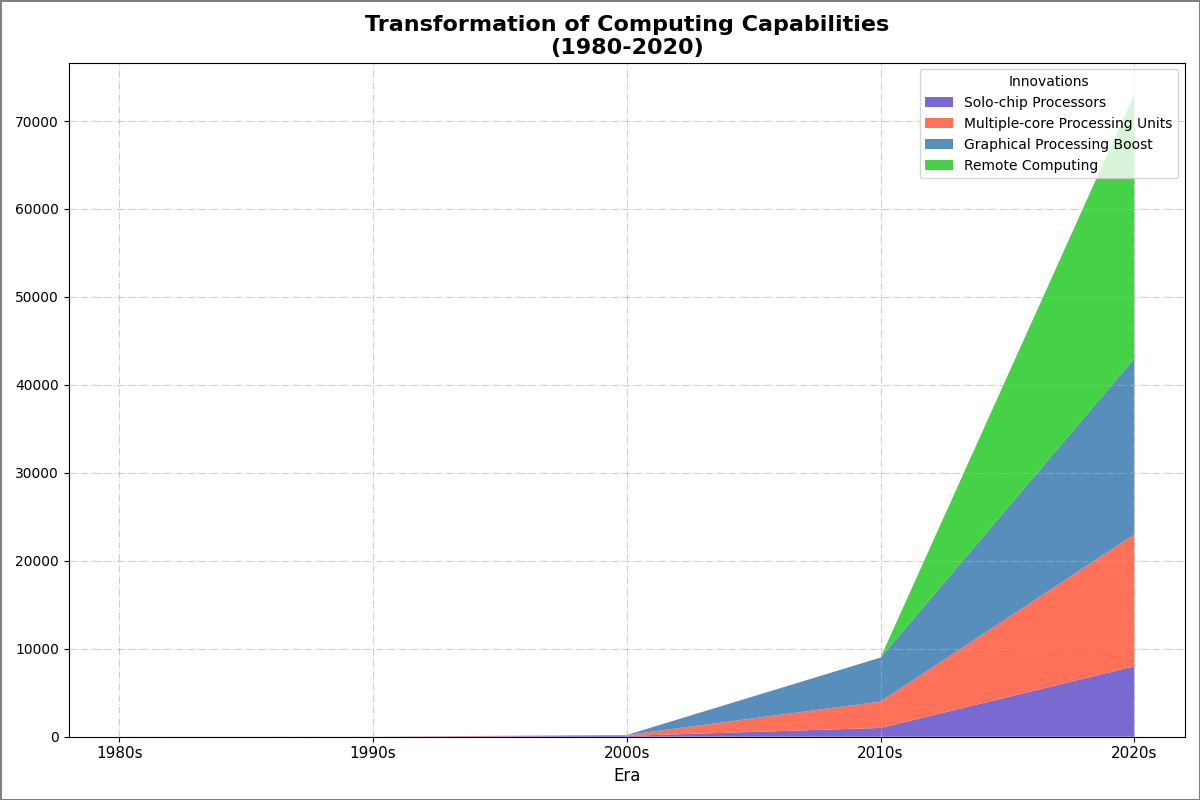 Transformation of Computing Capabilities
(1980-2020)
Innovations
Solo-chip Processors
Multiple-core Processing Units
Graphical Processing Boost
Remote Computing
70000
60000
50000
40000
30000
20000
10000
0
1980s
1990s
2000s
2010s
2020s
Era